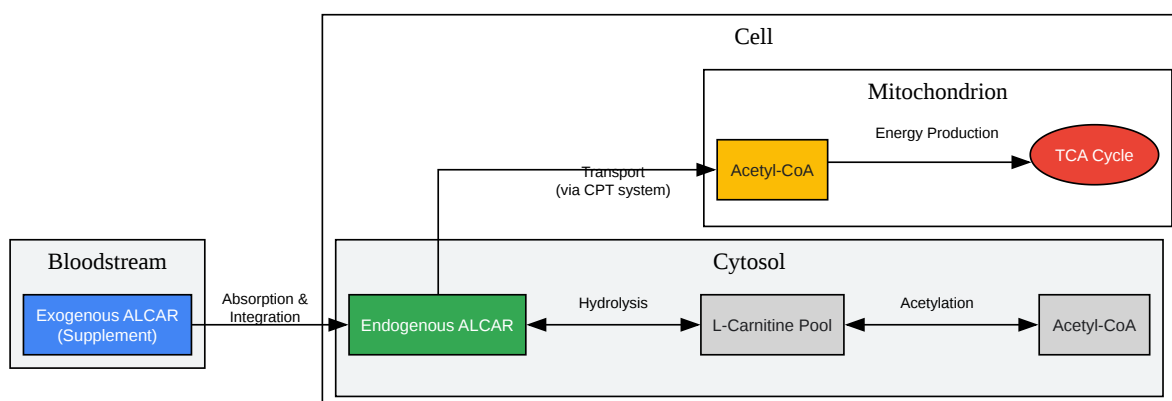 Cell
Mitochondrion
Energy Production
Acetyl-CoA
TCA Cycle
Transport
(via CPT system)
Bloodstream
Cytosol
Exogenous ALCAR
(Supplement)
Absorption &
Integration
Endogenous ALCAR
Hydrolysis
L-Carnitine Pool
Acetylation
Acetyl-CoA